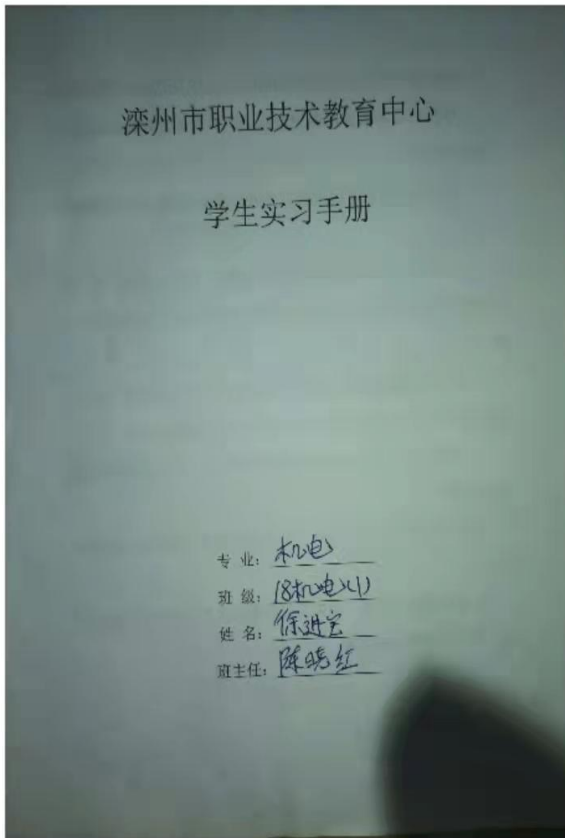 滦州市职业技术教育中心
学生实习手册
专 业：机电
班 级：18机电(1)
姓 名：徐进宝
班主任：陈晓红